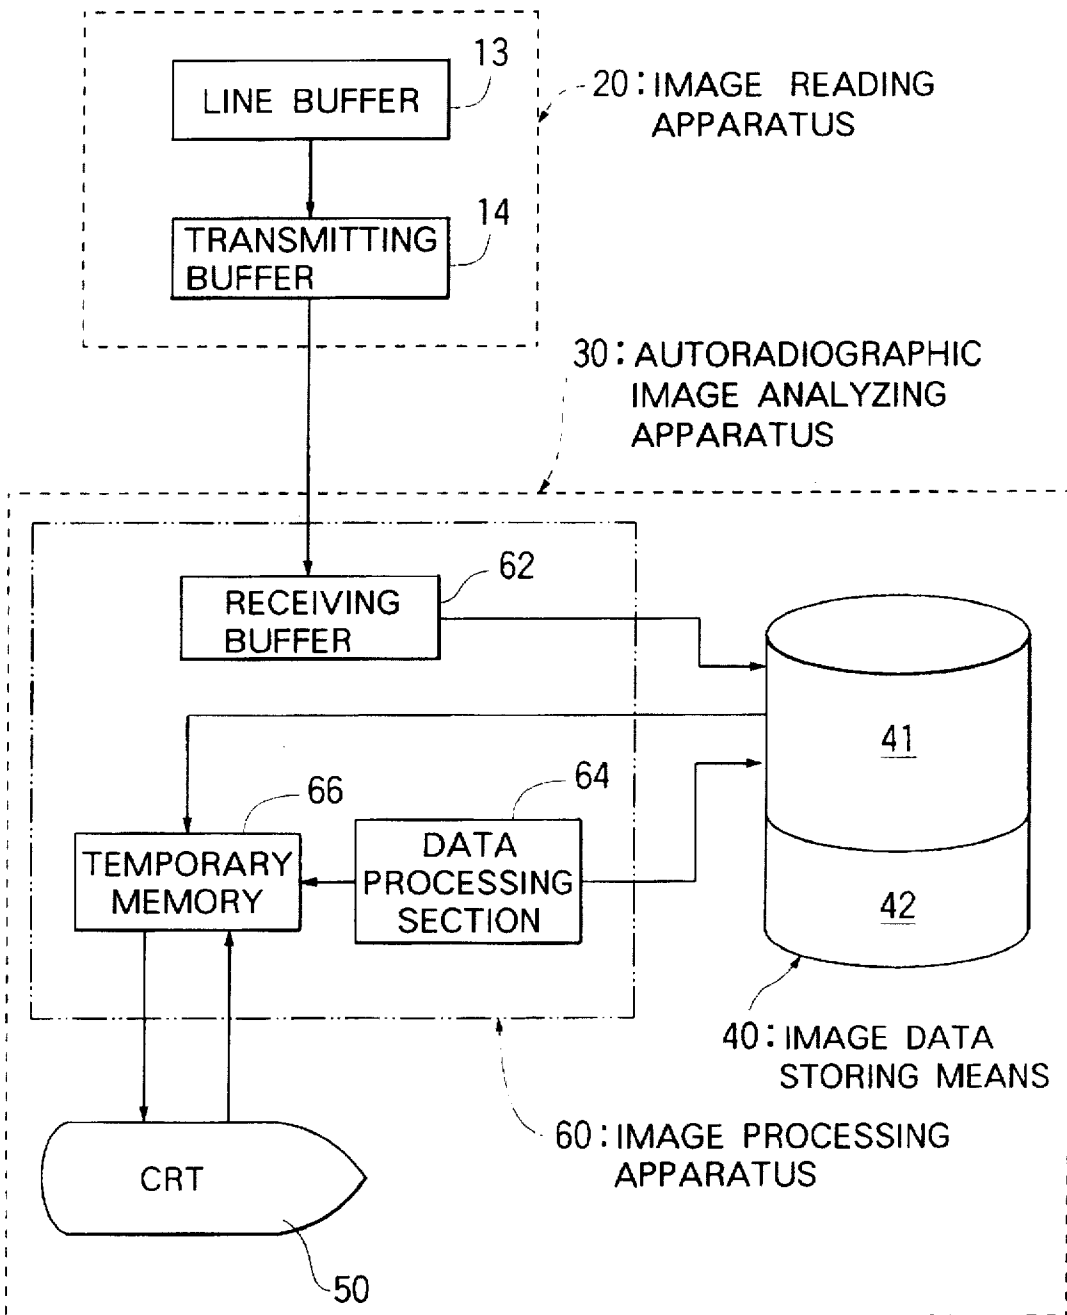 13
LINE BUFFER
20: IMAGE READING
APPARATUS
14
TRANSMITTING
BUFFER
30: AUTORADIOGRAPHIC
IMAGE ANALYZING
APPARATUS
62
RECEIVING
BUFFER
41
66
64
TEMPORARY
MEMORY
DATA
PROCESSING
SECTION
42
40: IMAGE DATA
STORING MEANS
60: IMAGE PROCESSING
APPARATUS
CRT
50